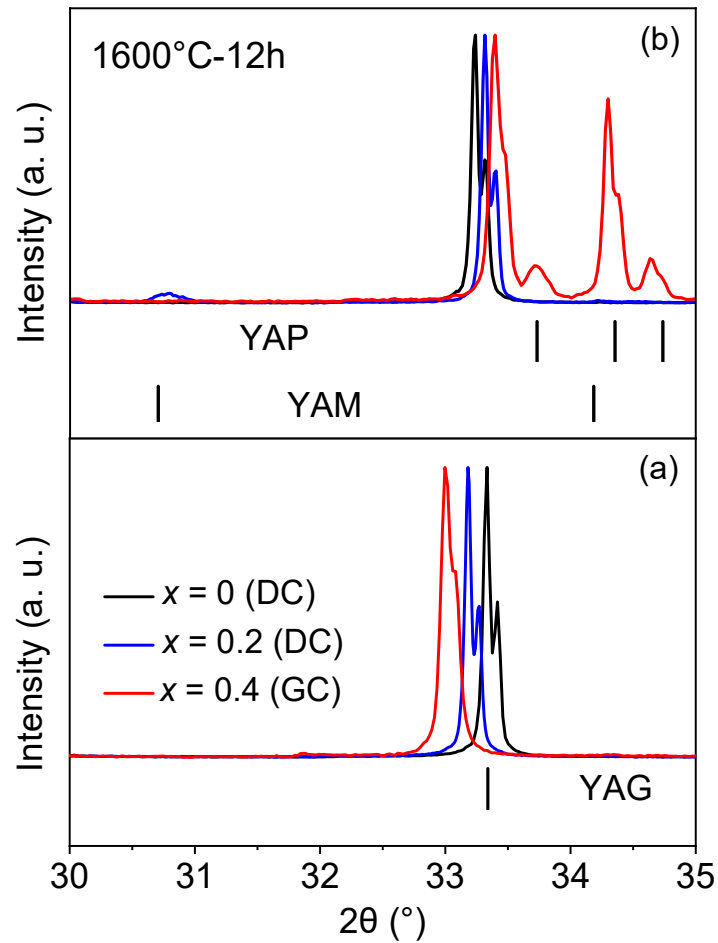 (b)
1600°C-12h
Intensity (a. u.)
YAP
YAM
(a)
Intensity (a. u.)
x = 0 (DC)
x = 0.2 (DC)
x = 0.4 (GC)
YAG
30 31 32 33 34 35
2θ (°)